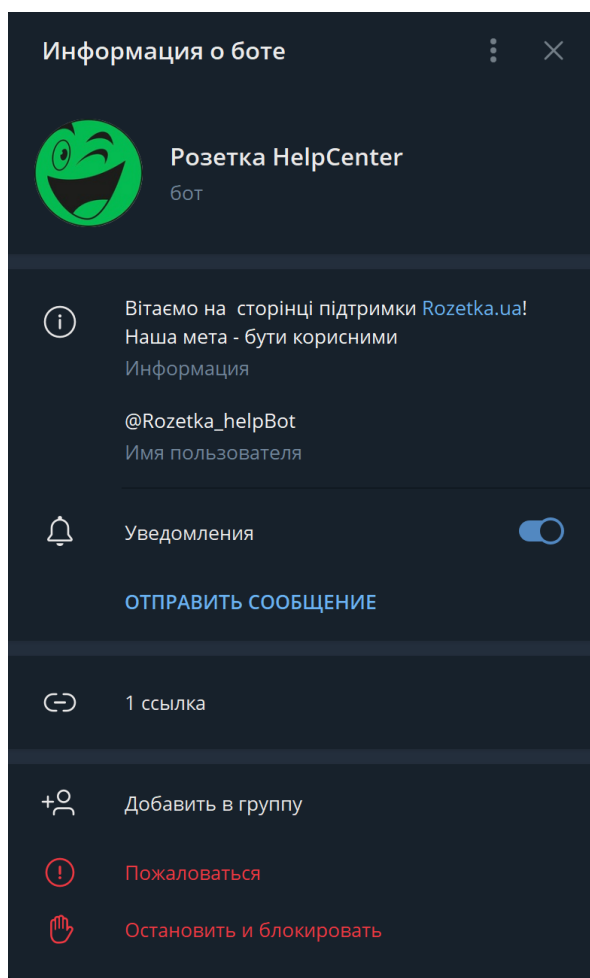 Информация о боте
Розетка HelpCenter
бот
Вітаємо на сторінці підтримки Rozetka.ua!
Наша мета - бути корисними
Информация
@Rozetka_helpBot
Имя пользователя
Уведомления
ОТПРАВИТЬ СООБЩЕНИЕ
1 ссылка
Добавить в группу
Пожаловаться
Остановить и блокировать